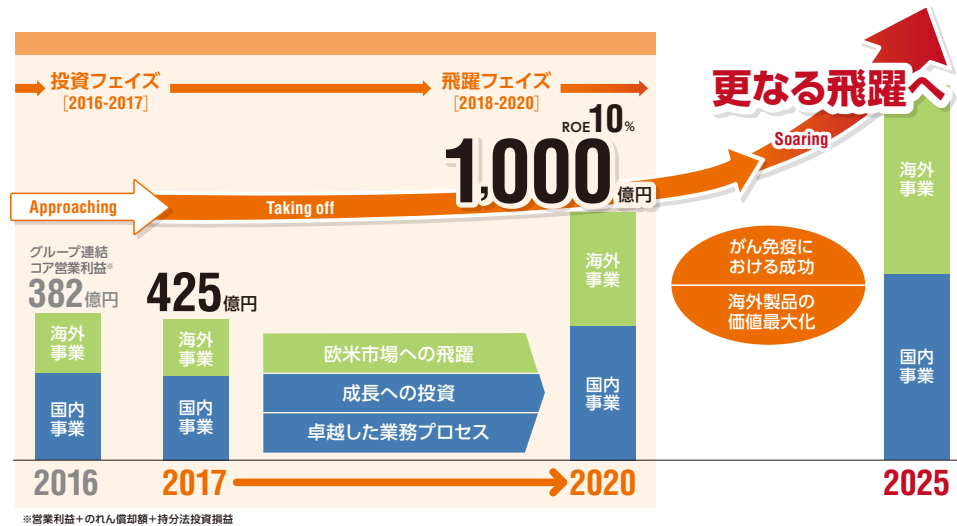 投資フェイズ
[2016-2017]
飛躍フェイズ
[2018-2020]
更なる飛躍へ
ROE10%
1,000億円
Soaring
Approaching
Taking off
グループ連結
コア営業利益※
382億円
425億円
海外
事業
国内
事業
海外
事業
国内
事業
欧米市場への飛躍
成長への投資
卓越した業務プロセス
海外
事業
国内
事業
がん免疫に
おける成功
海外製品の
価値最大化
海外
事業
国内
事業
2016
2017
2020
2025
※営業利益+のれん償却額+持分法投資損益